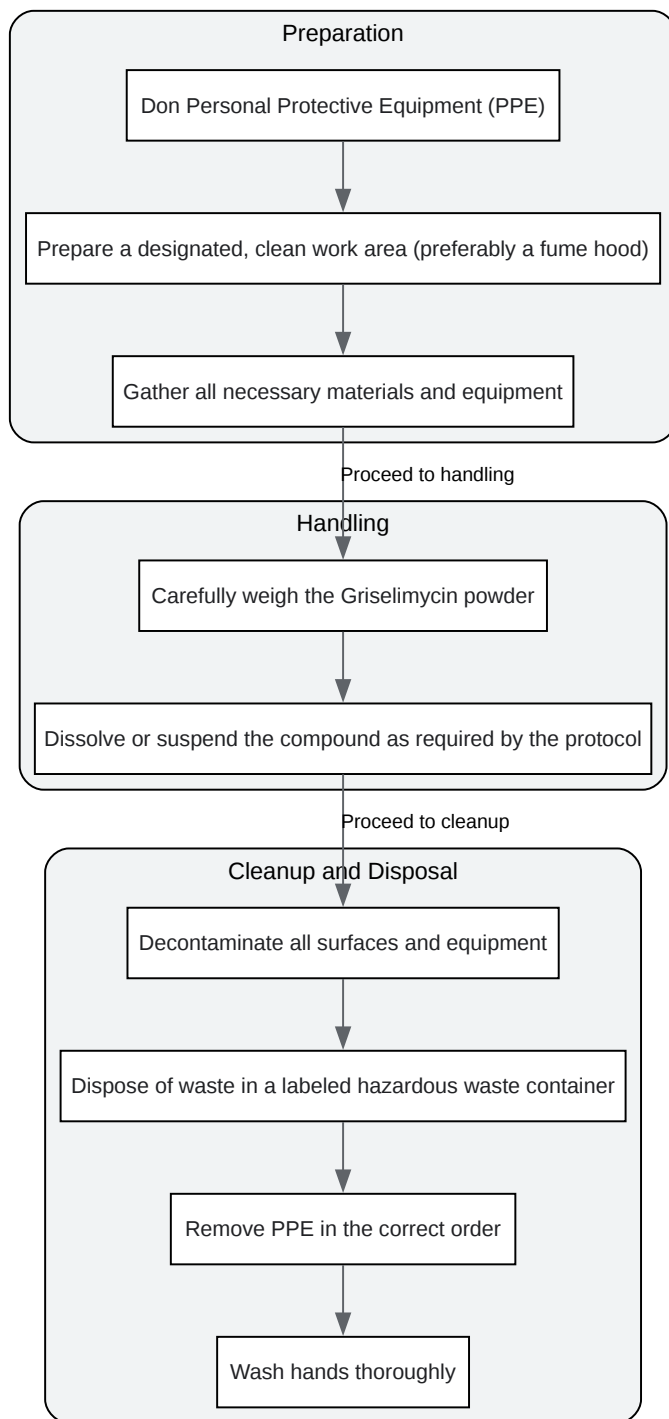 Preparation
Don Personal Protective Equipment (PPE)
Prepare a designated, clean work area (preferably a fume hood)
Gather all necessary materials and equipment
Proceed to handling
Handling
Carefully weigh the Griselimycin powder
Dissolve or suspend the compound as required by the protocol
Proceed to cleanup
Cleanup and Disposal
Decontaminate all surfaces and equipment
Dispose of waste in a labeled hazardous waste container
Remove PPE in the correct order
Wash hands thoroughly